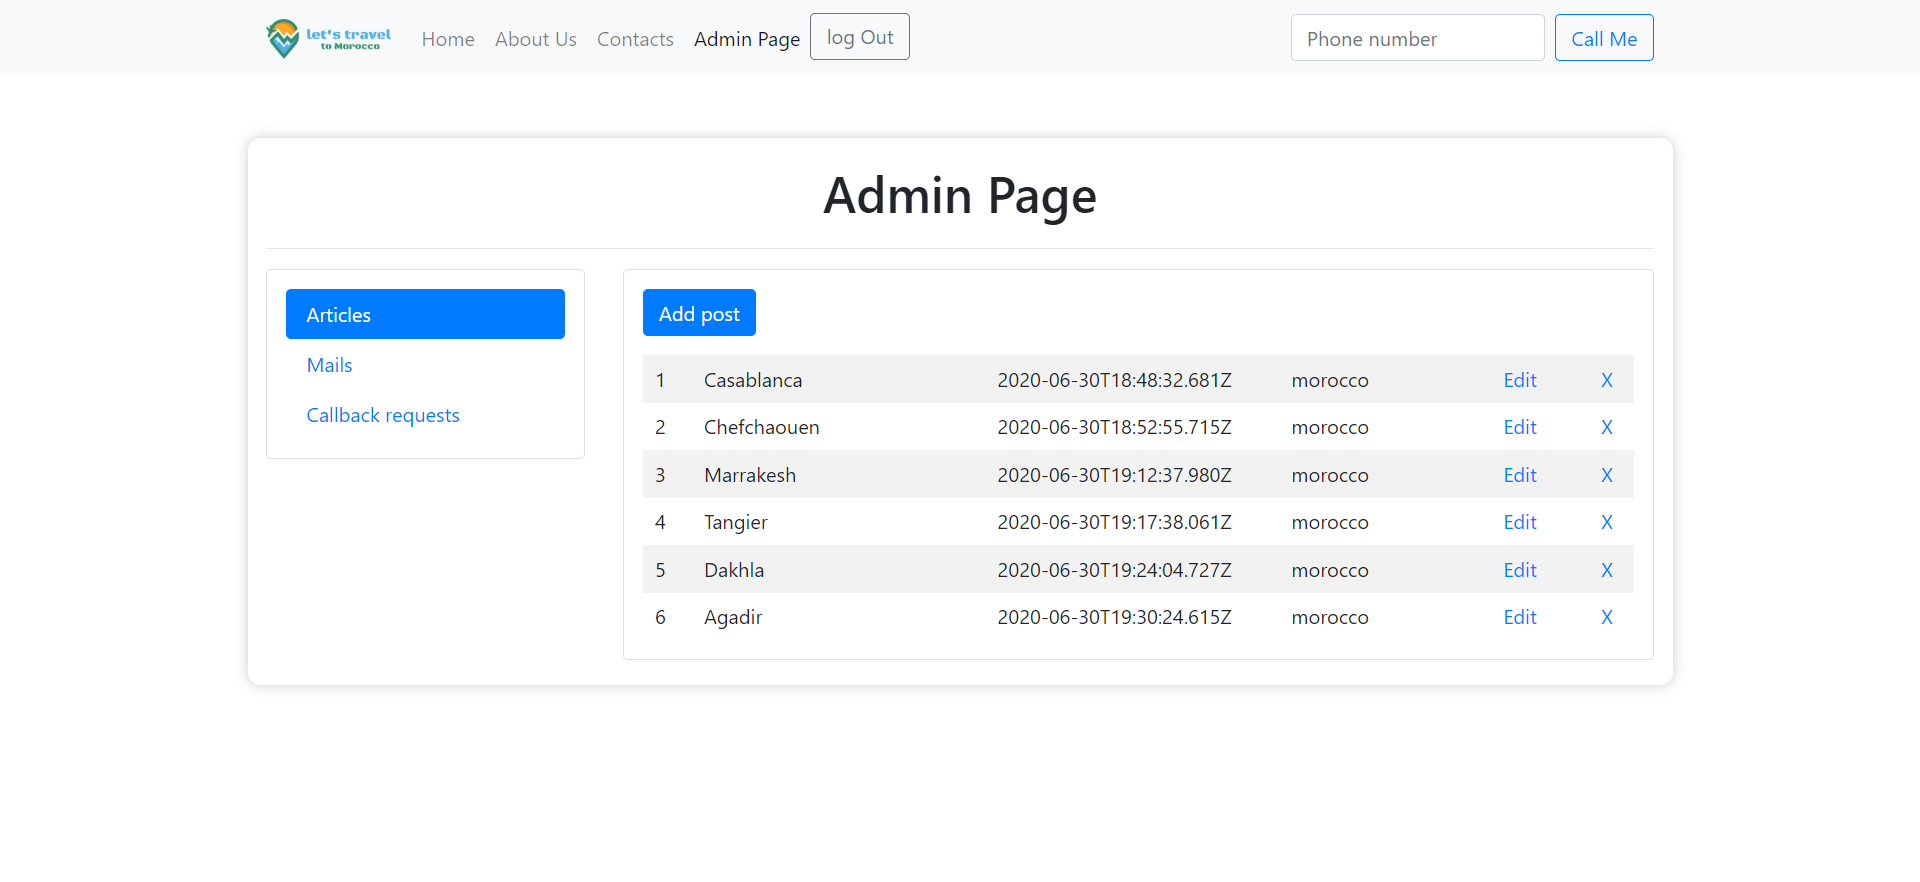 let's travel
to Morocco
Home About Us Contacts Admin Page log Out Phone number Call Me
Admin Page
Articles
Mails
Callback requests
Add post
1 Casablanca 2020-06-30T18:48:32.681Z morocco Edit X
2 Chefchaouen 2020-06-30T18:52:55.715Z morocco Edit X
3 Marrakesh 2020-06-30T19:12:37.980Z morocco Edit X
4 Tangier 2020-06-30T19:17:38.061Z morocco Edit X
5 Dakhla 2020-06-30T19:24:04.727Z morocco Edit X
6 Agadir 2020-06-30T19:30:24.615Z morocco Edit X